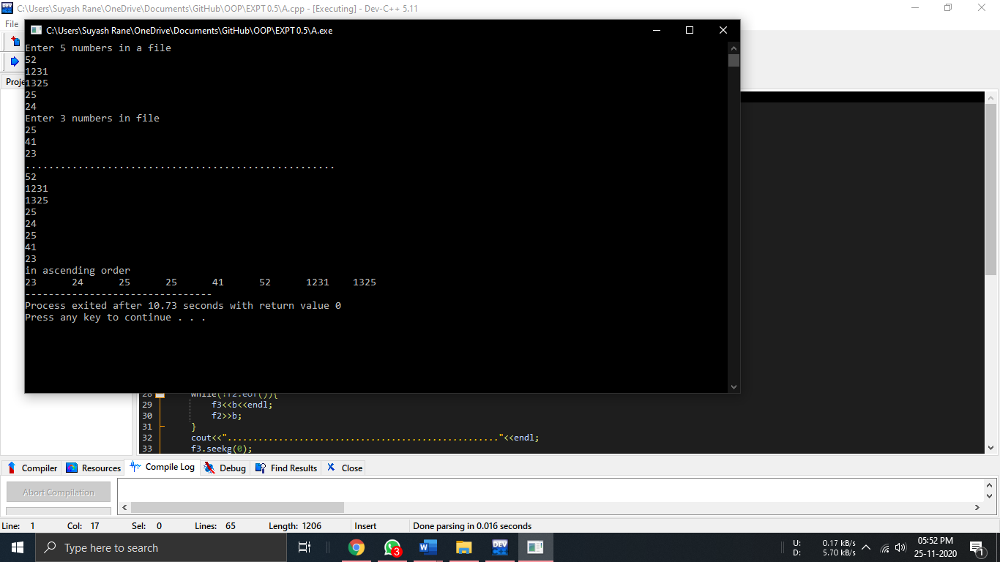 C:\Users\Suyash Rane\OneDrive\Documents\GitHub\OOP\EXPT 0.5\A.cpp - [Executing] - Dev-C++ 5.11
File
C:\Users\Suyash Rane\OneDrive\Documents\GitHub\OOP\EXPT 0.5\A.exe
Proje
Enter 5 numbers in a file
52
1231
1325
25
24
Enter 3 numbers in file
25
41
23
.....................................................
52
1231
1325
25
24
25
41
23
in ascending order
23 24 25 25 41 52 1231 1325
--------------------------------
Process exited after 10.73 seconds with return value 0
Press any key to continue . . .
28 while(!f2.eof()){
29 f3<<b<<endl;
30 f2>>b;
31 }
32 cout<<"....................................................."<<endl;
33 f3.seekg(0);
Compiler Resources Compile Log Debug Find Results Close
Abort Compilation
Line: 1 Col: 17 Sel: 0 Lines: 65 Length: 1206 Insert Done parsing in 0.016 seconds
Type here to search
3
DEV
U: 0.17 kB/s
D: 5.70 kB/s
05:52 PM
25-11-2020
1